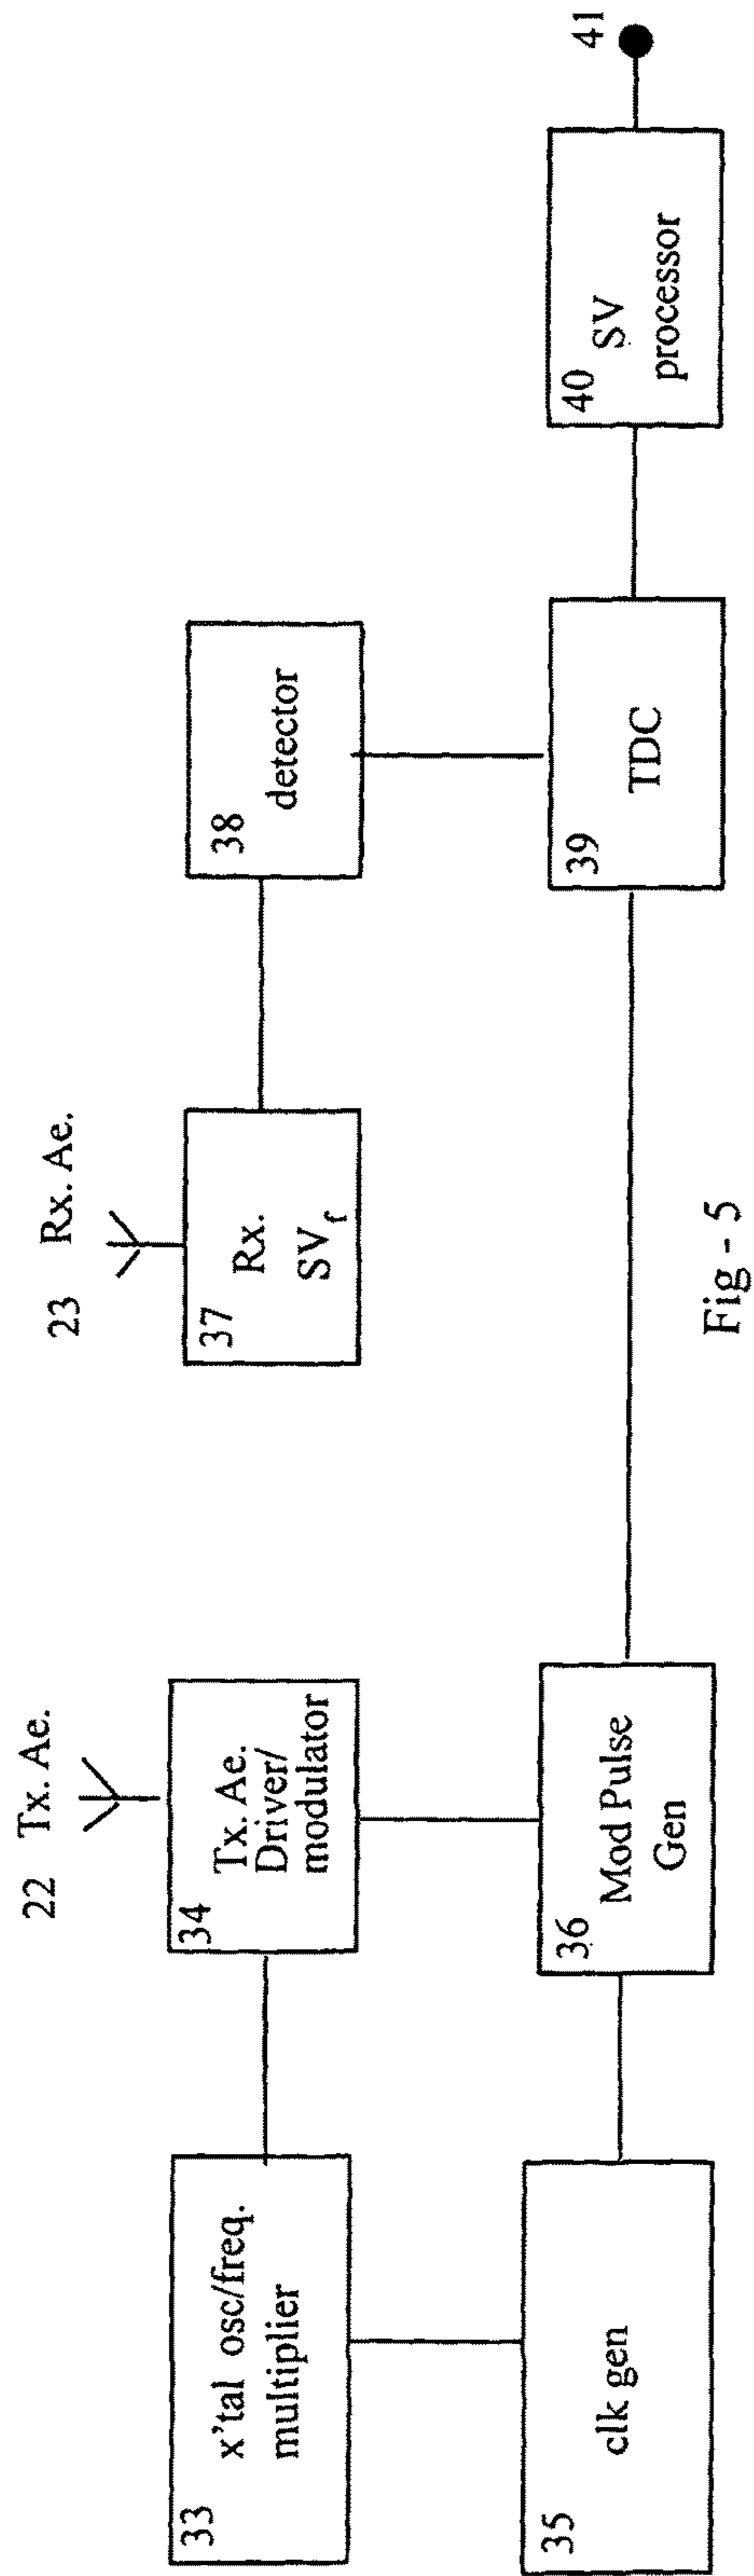 22 Tx. Ae.
23 Rx. Ae.
33
x'tal osc/freq.
multiplier
34
Tx. Ae.
Driver/
modulator
37
Rx.
SVr
38
detector
35
clk gen
36
Mod Pulse
Gen
39
TDC
40
SV
processor
41
Fig - 5